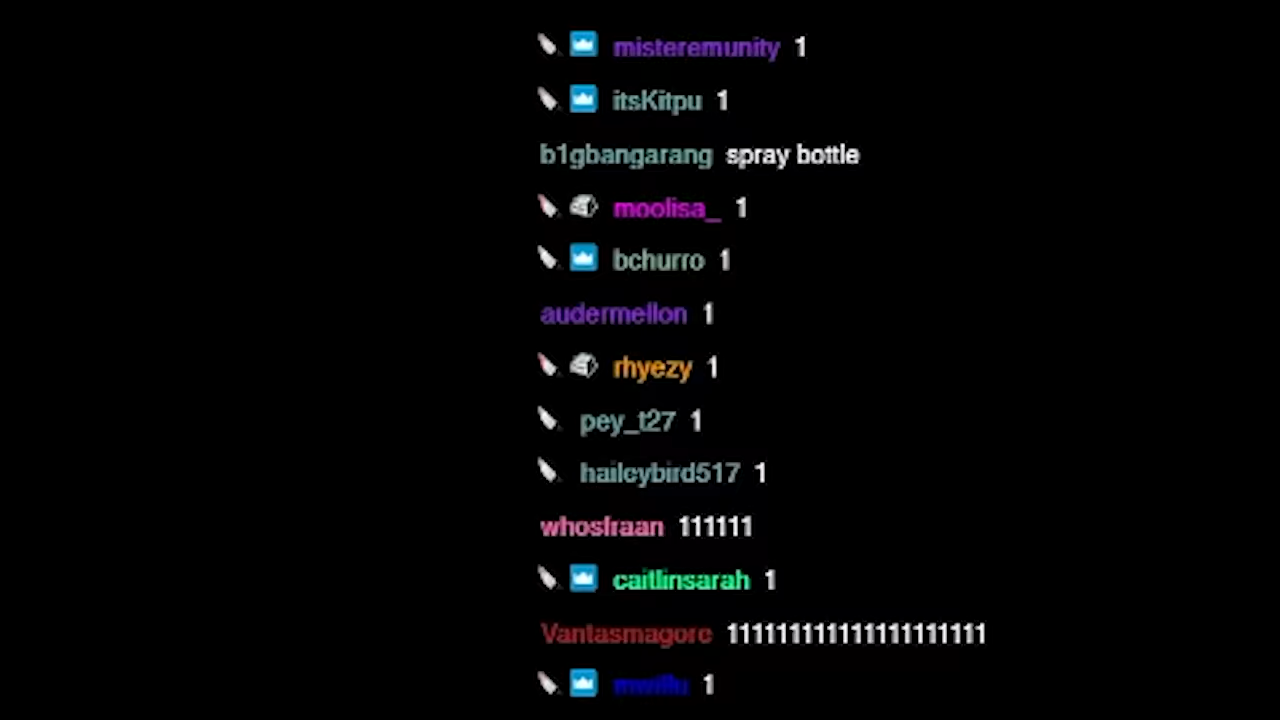 misteremunity 1
itsKitpu 1
b1gbangarang spray bottle
moolisa_ 1
bchurro 1
audermellon 1
rhyezy 1
pey_t27 1
haileybird517 1
whosfraan 111111
caitlinsarah 1
Vantasmagore 111111111111111111111
1